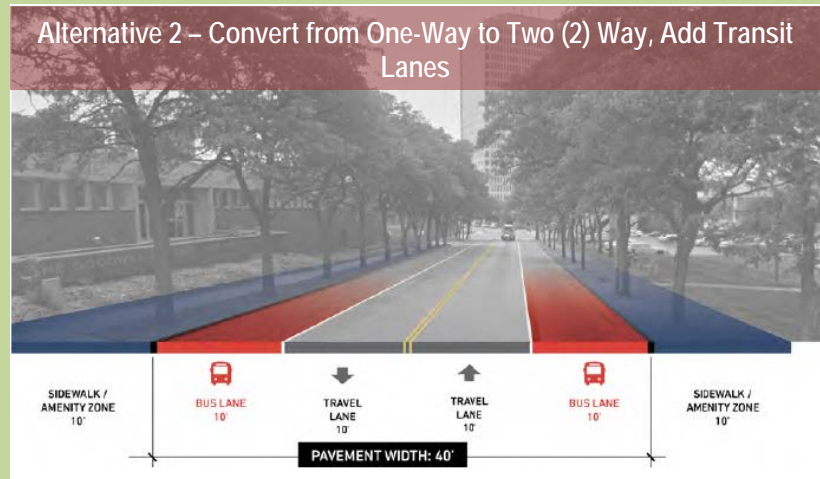 Alternative 2 – Convert from One-Way to Two (2) Way, Add Transit
Lanes
SIDEWALK /
AMENITY ZONE
10'
BUS LANE
10'
TRAVEL
LANE
10'
TRAVEL
LANE
10'
BUS LANE
10'
SIDEWALK /
AMENITY ZONE
10'
PAVEMENT WIDTH: 40'